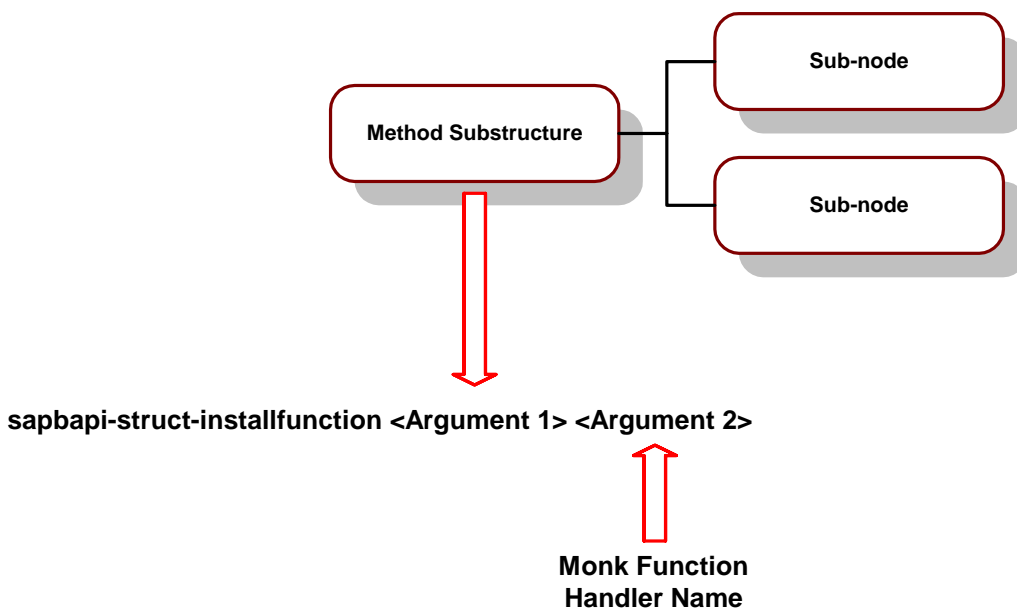 Sub-node
Method Substructure
Sub-node
sapbapi-struct-installfunction <Argument 1> <Argument 2>
Monk Function
Handler Name